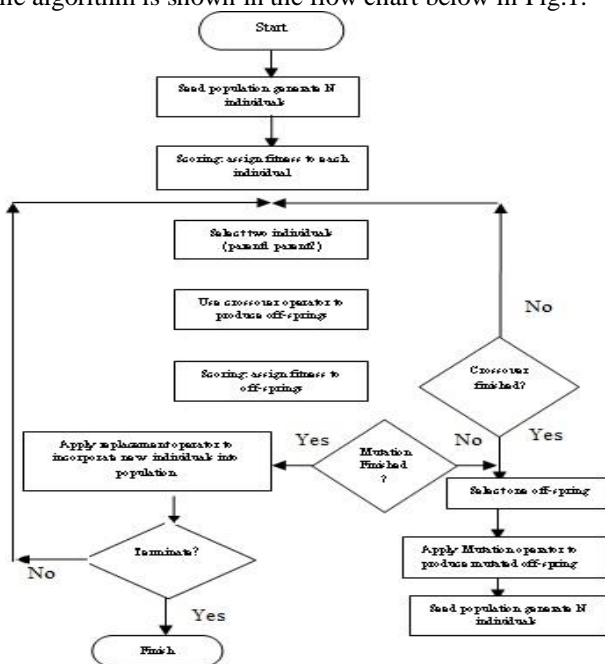 ne algorithm is shown in the flow chart below in Fig.1.
Start
Seed population generate N
individual
Scoring: assign fitness to each
individual
Select two individual
(parent1 parent2)
Use crossover operator to
produce off-springs
Scoring: assign fitness to
off-springs
No
Crossover
finished?
Yes
Apply replacement operator to
incorporate new individuals into
population
Yes
Mutation
Finished
?
No
Select one off-spring
Apply Mutation operator to
produce mutated off-spring
Seed population generate N
individual
Terminate?
No
Yes
Finish